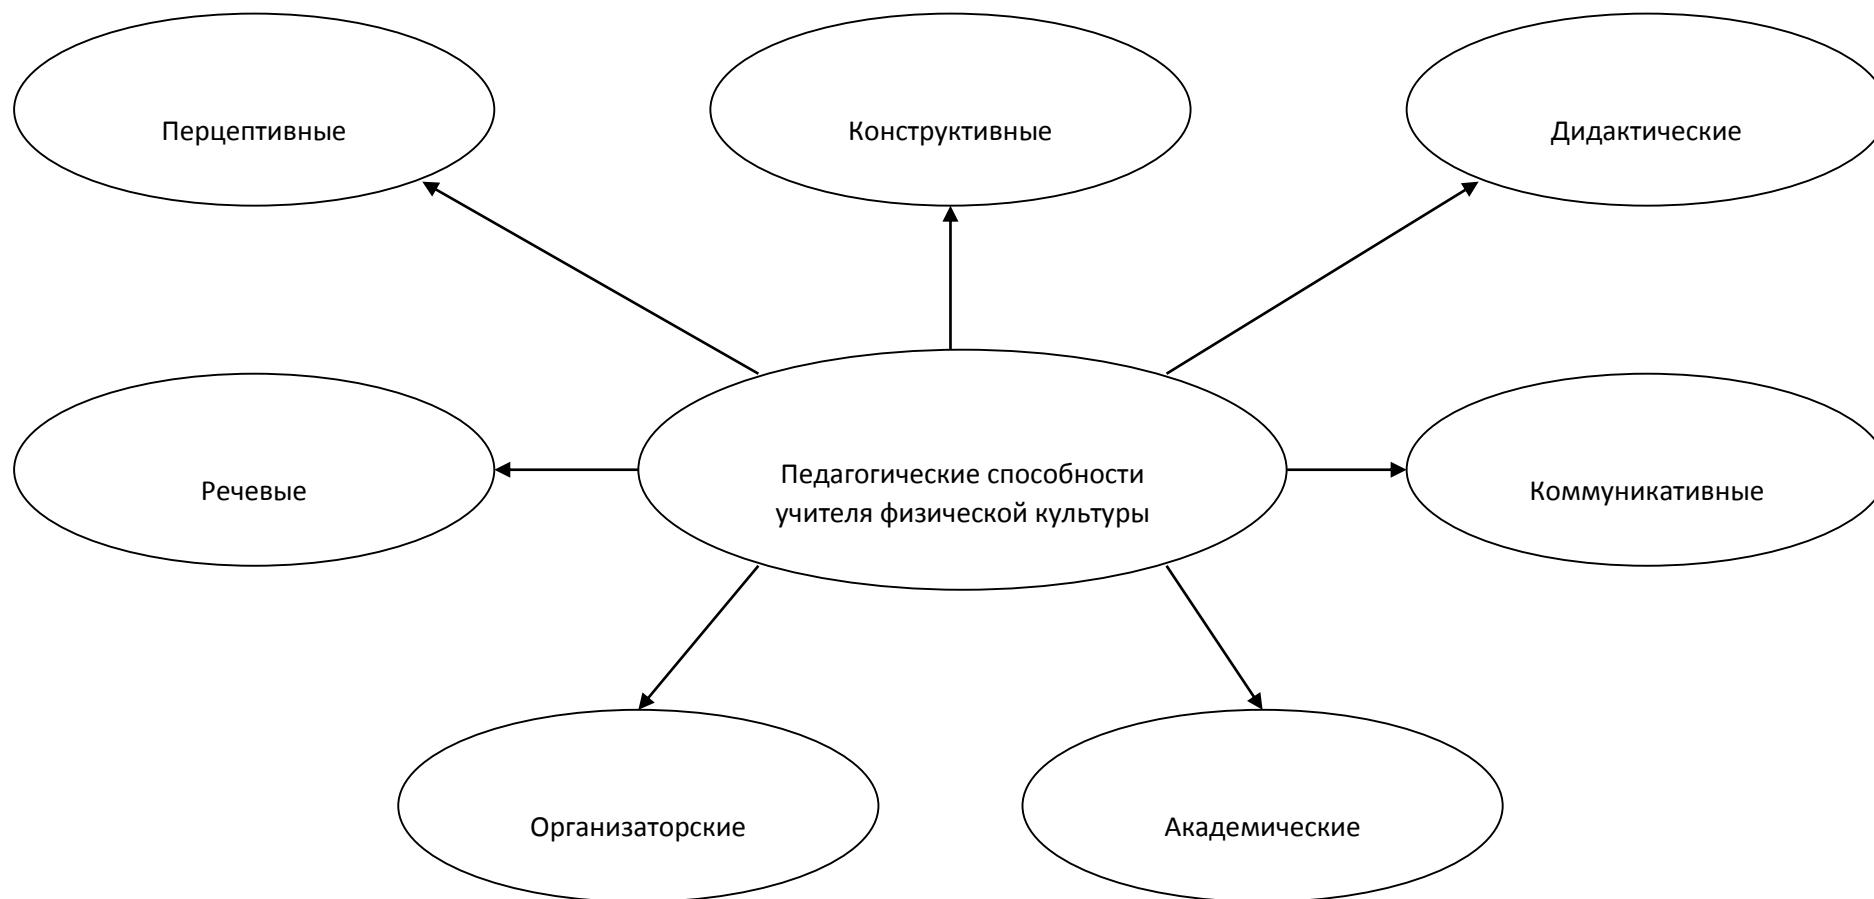 Перцептивные
Конструктивные
Дидактические
Речевые
Педагогические способности
учителя физической культуры
Коммуникативные
Организаторские
Академические